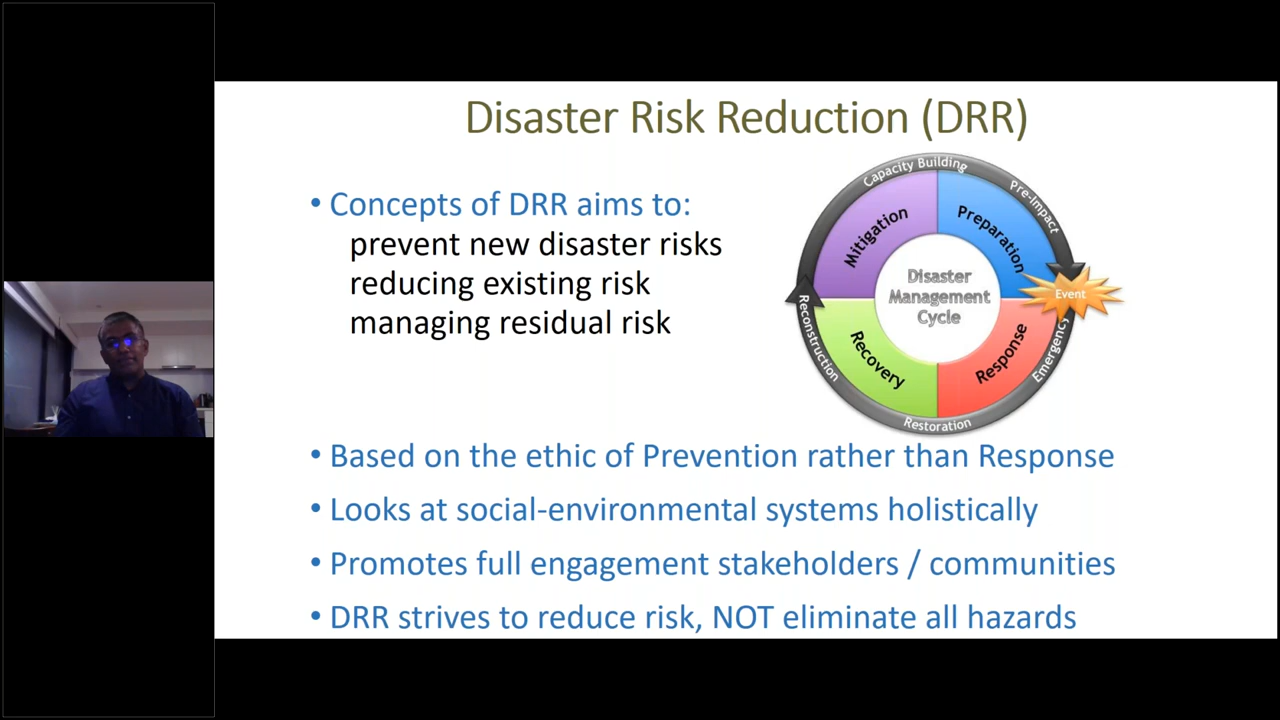 Disaster Risk Reduction (DRR)
• Concepts of DRR aims to:
prevent new disaster risks
reducing existing risk
managing residual risk
Capacity Building
Pre-Impact
Mitigation
Preparation
Disaster
Management
Cycle
Event
Reconstruction
Recovery
Response
Emergency
Restoration
• Based on the ethic of Prevention rather than Response
• Looks at social-environmental systems holistically
• Promotes full engagement stakeholders / communities
• DRR strives to reduce risk, NOT eliminate all hazards